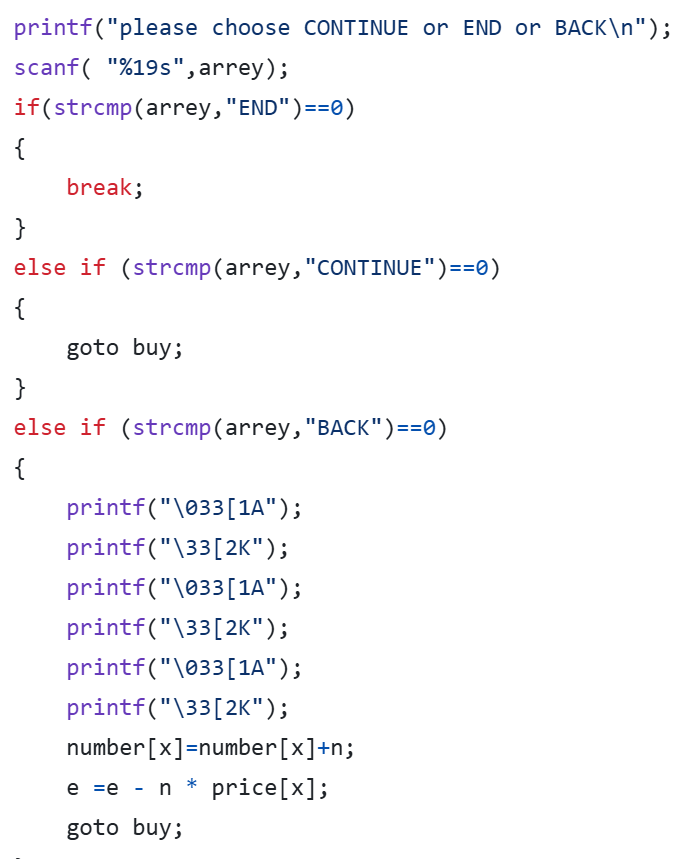 printf("please choose CONTINUE or END or BACK\n");
scanf( "%19s",arrey);
if(strcmp(arrey,"END")==0)
{
    break;
}
else if (strcmp(arrey,"CONTINUE")==0)
{
    goto buy;
}
else if (strcmp(arrey,"BACK")==0)
{
    printf("\033[1A");
    printf("\33[2K");
    printf("\033[1A");
    printf("\33[2K");
    printf("\033[1A");
    printf("\33[2K");
    number[x]=number[x]+n;
    e =e - n * price[x];
    goto buy;